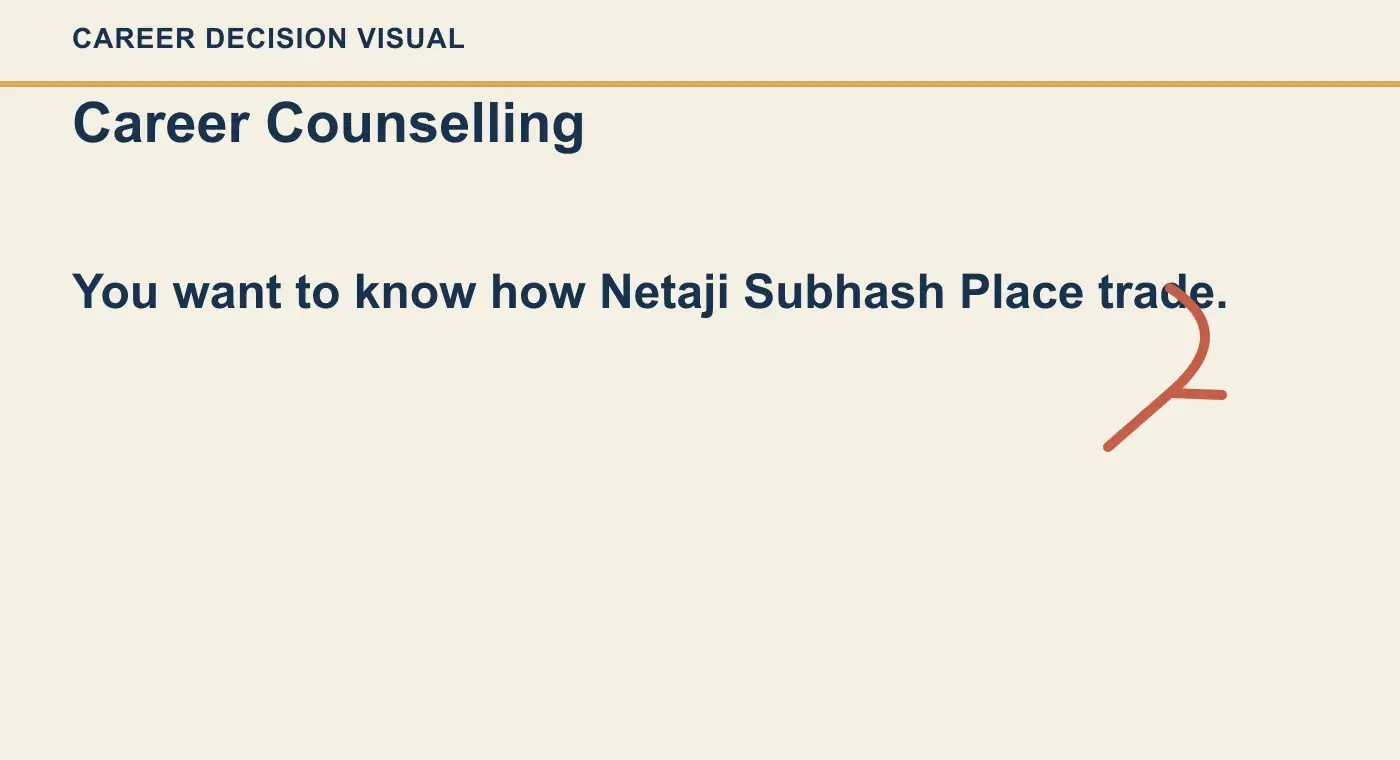 CAREER DECISION VISUAL
Career Counselling
You want to know how Netaji Subhash Place trade.